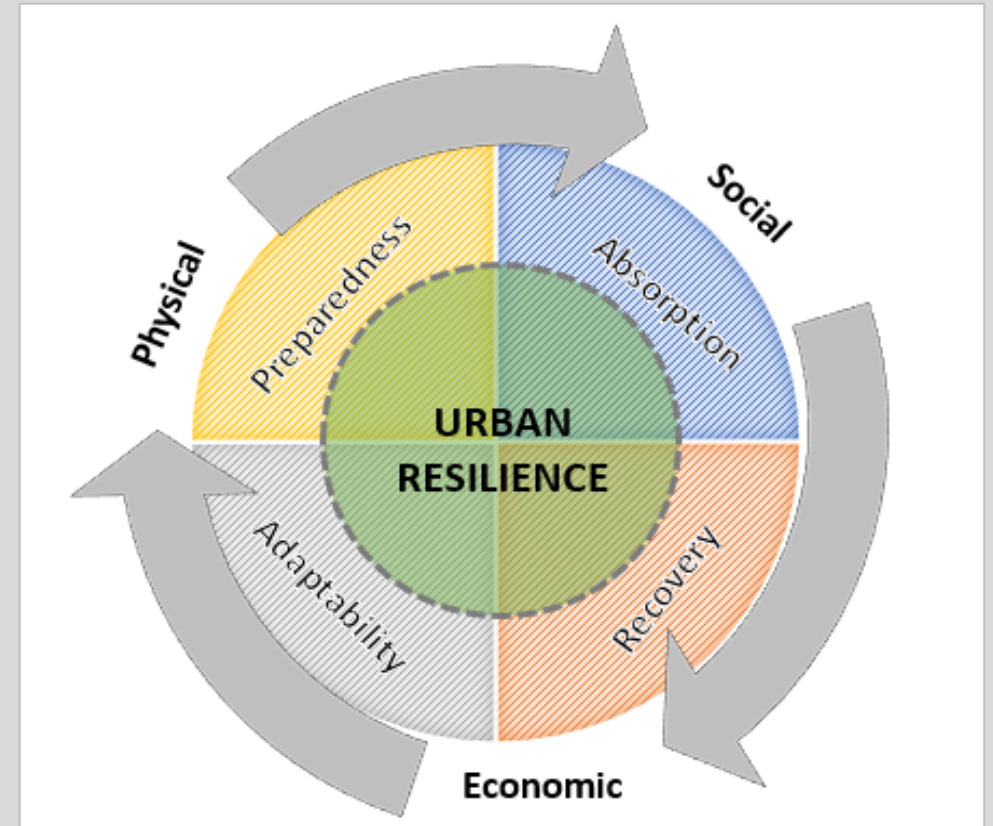 Social
Physical
Preparedness
Absorption
URBAN
RESILIENCE
Adaptability
Recovery
Economic